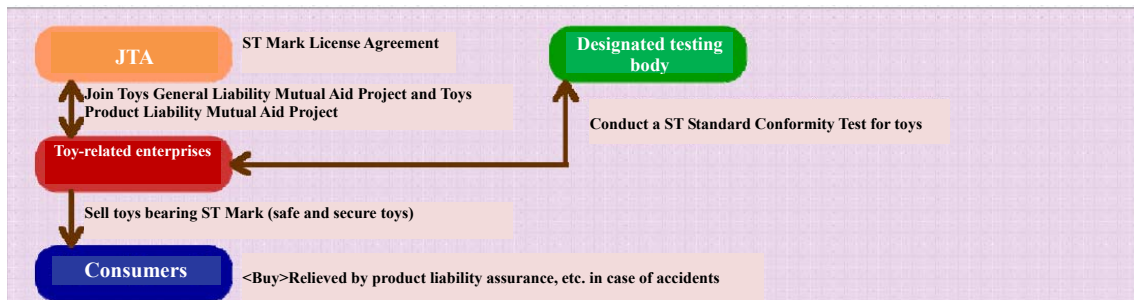 JTA
ST Mark License Agreement
Designated testing
body
Join Toys General Liability Mutual Aid Project and Toys
Product Liability Mutual Aid Project
Conduct a ST Standard Conformity Test for toys
Toy-related enterprises
Sell toys bearing ST Mark (safe and secure toys)
Consumers
<Buy>Relieved by product liability assurance, etc. in case of accidents